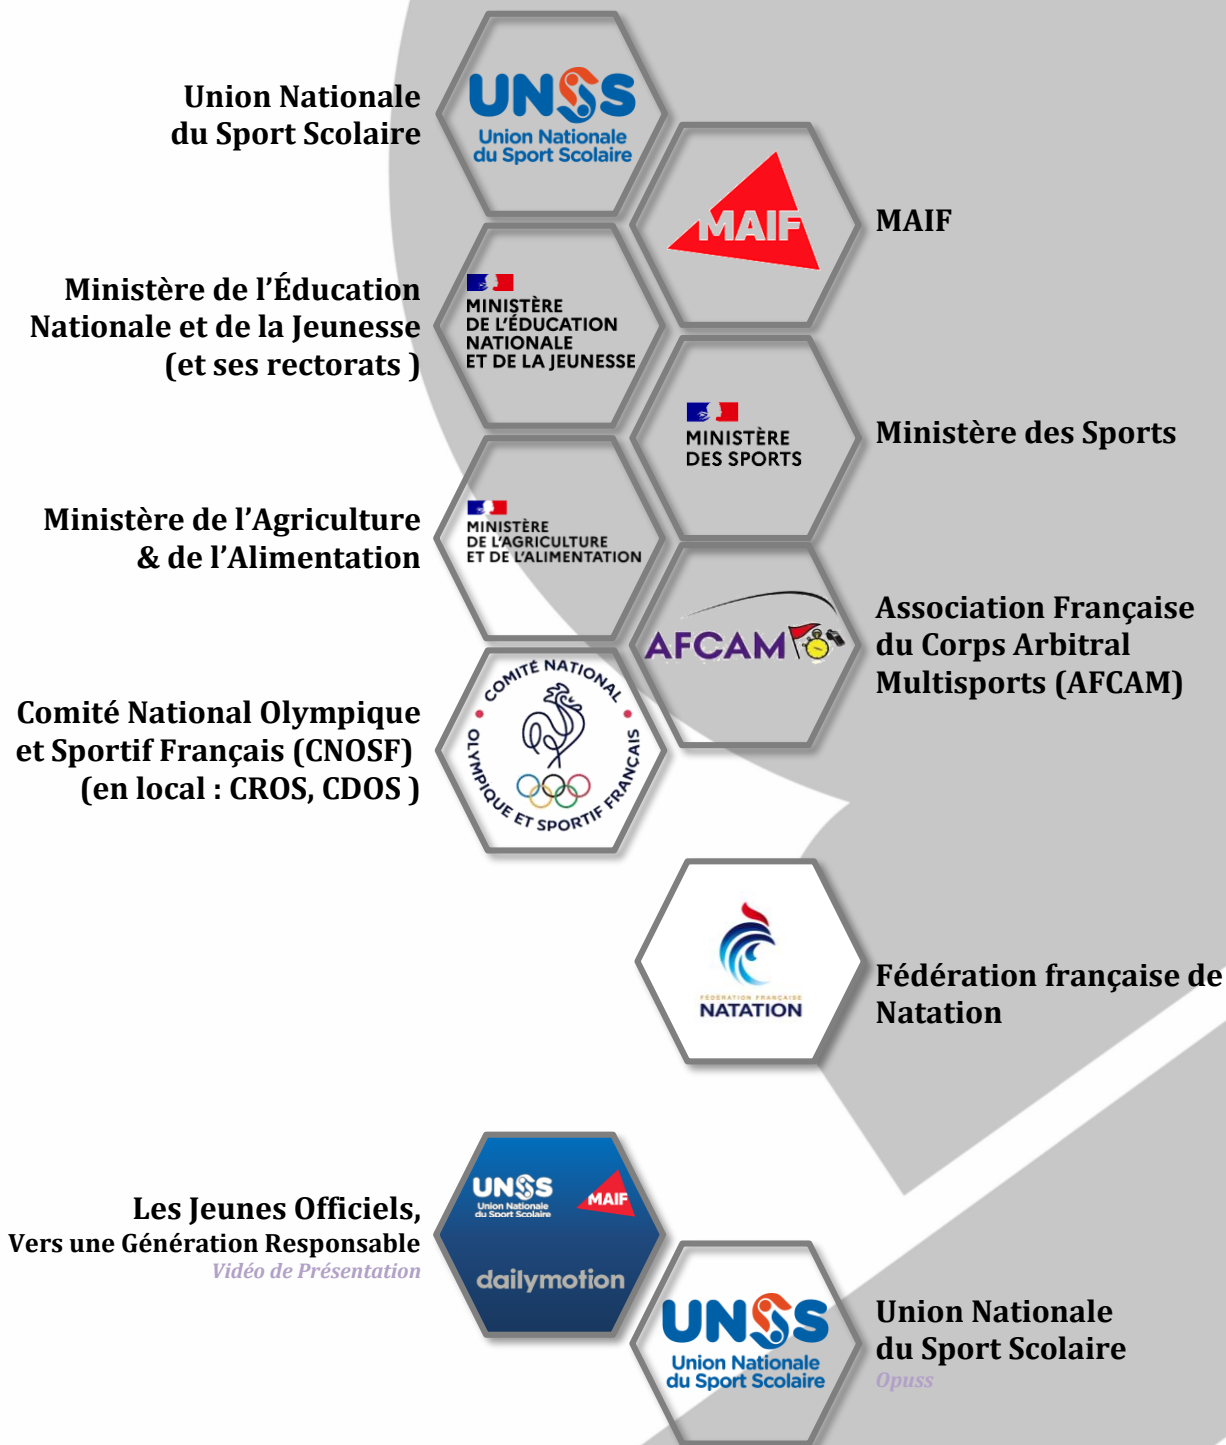 Union Nationale
du Sport Scolaire
UNSS
Union Nationale
du Sport Scolaire
MAIF
MAIF
Ministère de l’Éducation
Nationale et de la Jeunesse
(et ses rectorats )
MINISTÈRE
DE L'ÉDUCATION
NATIONALE
ET DE LA JEUNESSE
MINISTÈRE
DES SPORTS
Ministère des Sports
Ministère de l’Agriculture
& de l’Alimentation
MINISTÈRE
DE L'AGRICULTURE
ET DE L'ALIMENTATION
AFCAM
Association Française
du Corps Arbitral
Multisports (AFCAM)
Comité National Olympique
et Sportif Français (CNOSF)
(en local : CROS, CDOS )
COMITÉ NATIONAL
OLYMPIQUE ET SPORTIF FRANÇAIS
FÉDÉRATION FRANÇAISE
NATATION
Fédération française de
Natation
Les Jeunes Officiels,
Vers une Génération Responsable
Vidéo de Présentation
UNSS
Union Nationale
du Sport Scolaire
MAIF
dailymotion
UNSS
Union Nationale
du Sport Scolaire
Union Nationale
du Sport Scolaire
Opuss